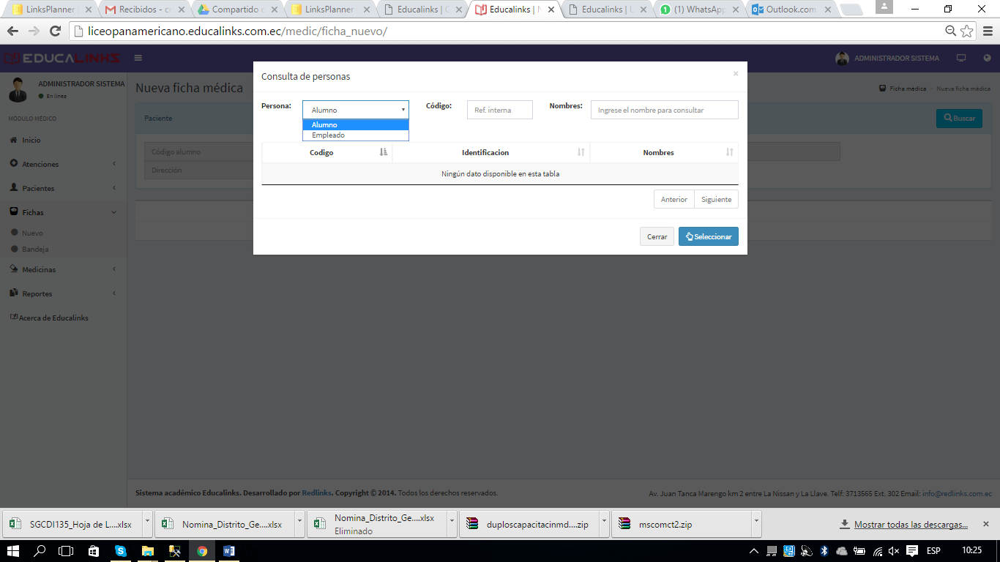 LinksPlanner
Recibidos - c
Compartido c
LinksPlanner
Educalinks | C
Educalinks | N
Educalinks | U
(1) WhatsApp
Outlook.com
liceopanamericano.educalinks.com.ec/medic/ficha_nuevo/
EDUCALINKS
ADMINISTRADOR SISTEMA
ADMINISTRADOR SISTEMA
En línea
MÓDULO MÉDICO
Inicio
Atenciones
Pacientes
Fichas
Nuevo
Bandeja
Medicinas
Reportes
Acerca de Educalinks
Nueva ficha médica
Ficha médica > Nueva ficha médica
Paciente
Buscar
Código alumno
Dirección
Consulta de personas
×
Persona:
Alumno
Código:
Ref. interna
Nombres:
Ingrese el nombre para consultar
Alumno
Empleado
Codigo
Identificacion
Nombres
Ningún dato disponible en esta tabla
Anterior
Siguiente
Cerrar
Seleccionar
Sistema académico Educalinks. Desarrollado por Redlinks. Copyright © 2014. Todos los derechos reservados.
Av. Juan Tanca Marengo km 2 entre La Nissan y La Llave. Telf: 3713566 Ext. 302 Email: info@redlinks.com.ec
SGCDI135_Hoja de L....xlsx
Nomina_Distrito_Ge....xlsx
Nomina_Distrito_Ge....xlsx
Eliminado
duploscapacitacinmd....zip
mscomct2.zip
Mostrar todas las descargas...
ESP
10:25